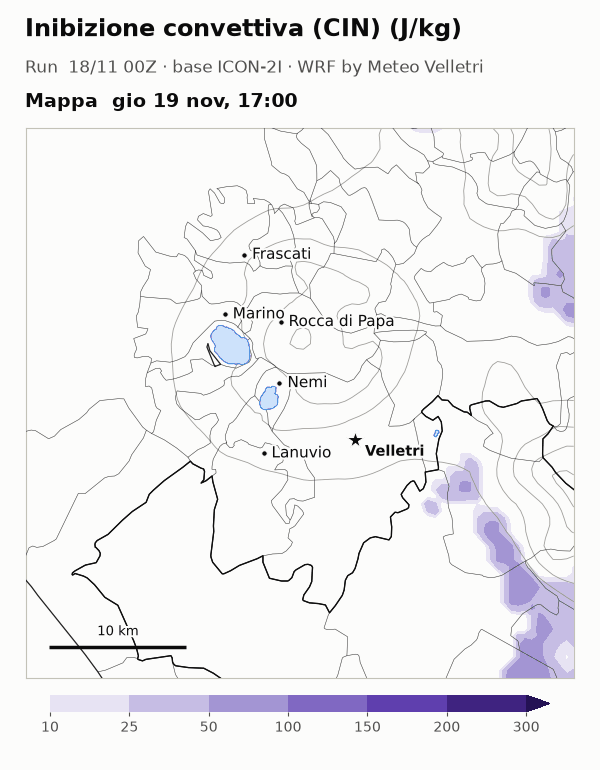 Inibizione convettiva (CIN) (J/kg)
Run  18/11 00Z · base ICON-2I · WRF by Meteo Velletri
Mappa  gio 19 nov, 17:00
Frascati
Marino
Rocca di Papa
Nemi
Velletri
Lanuvio
10 km
10 25 50 100 150 200 300